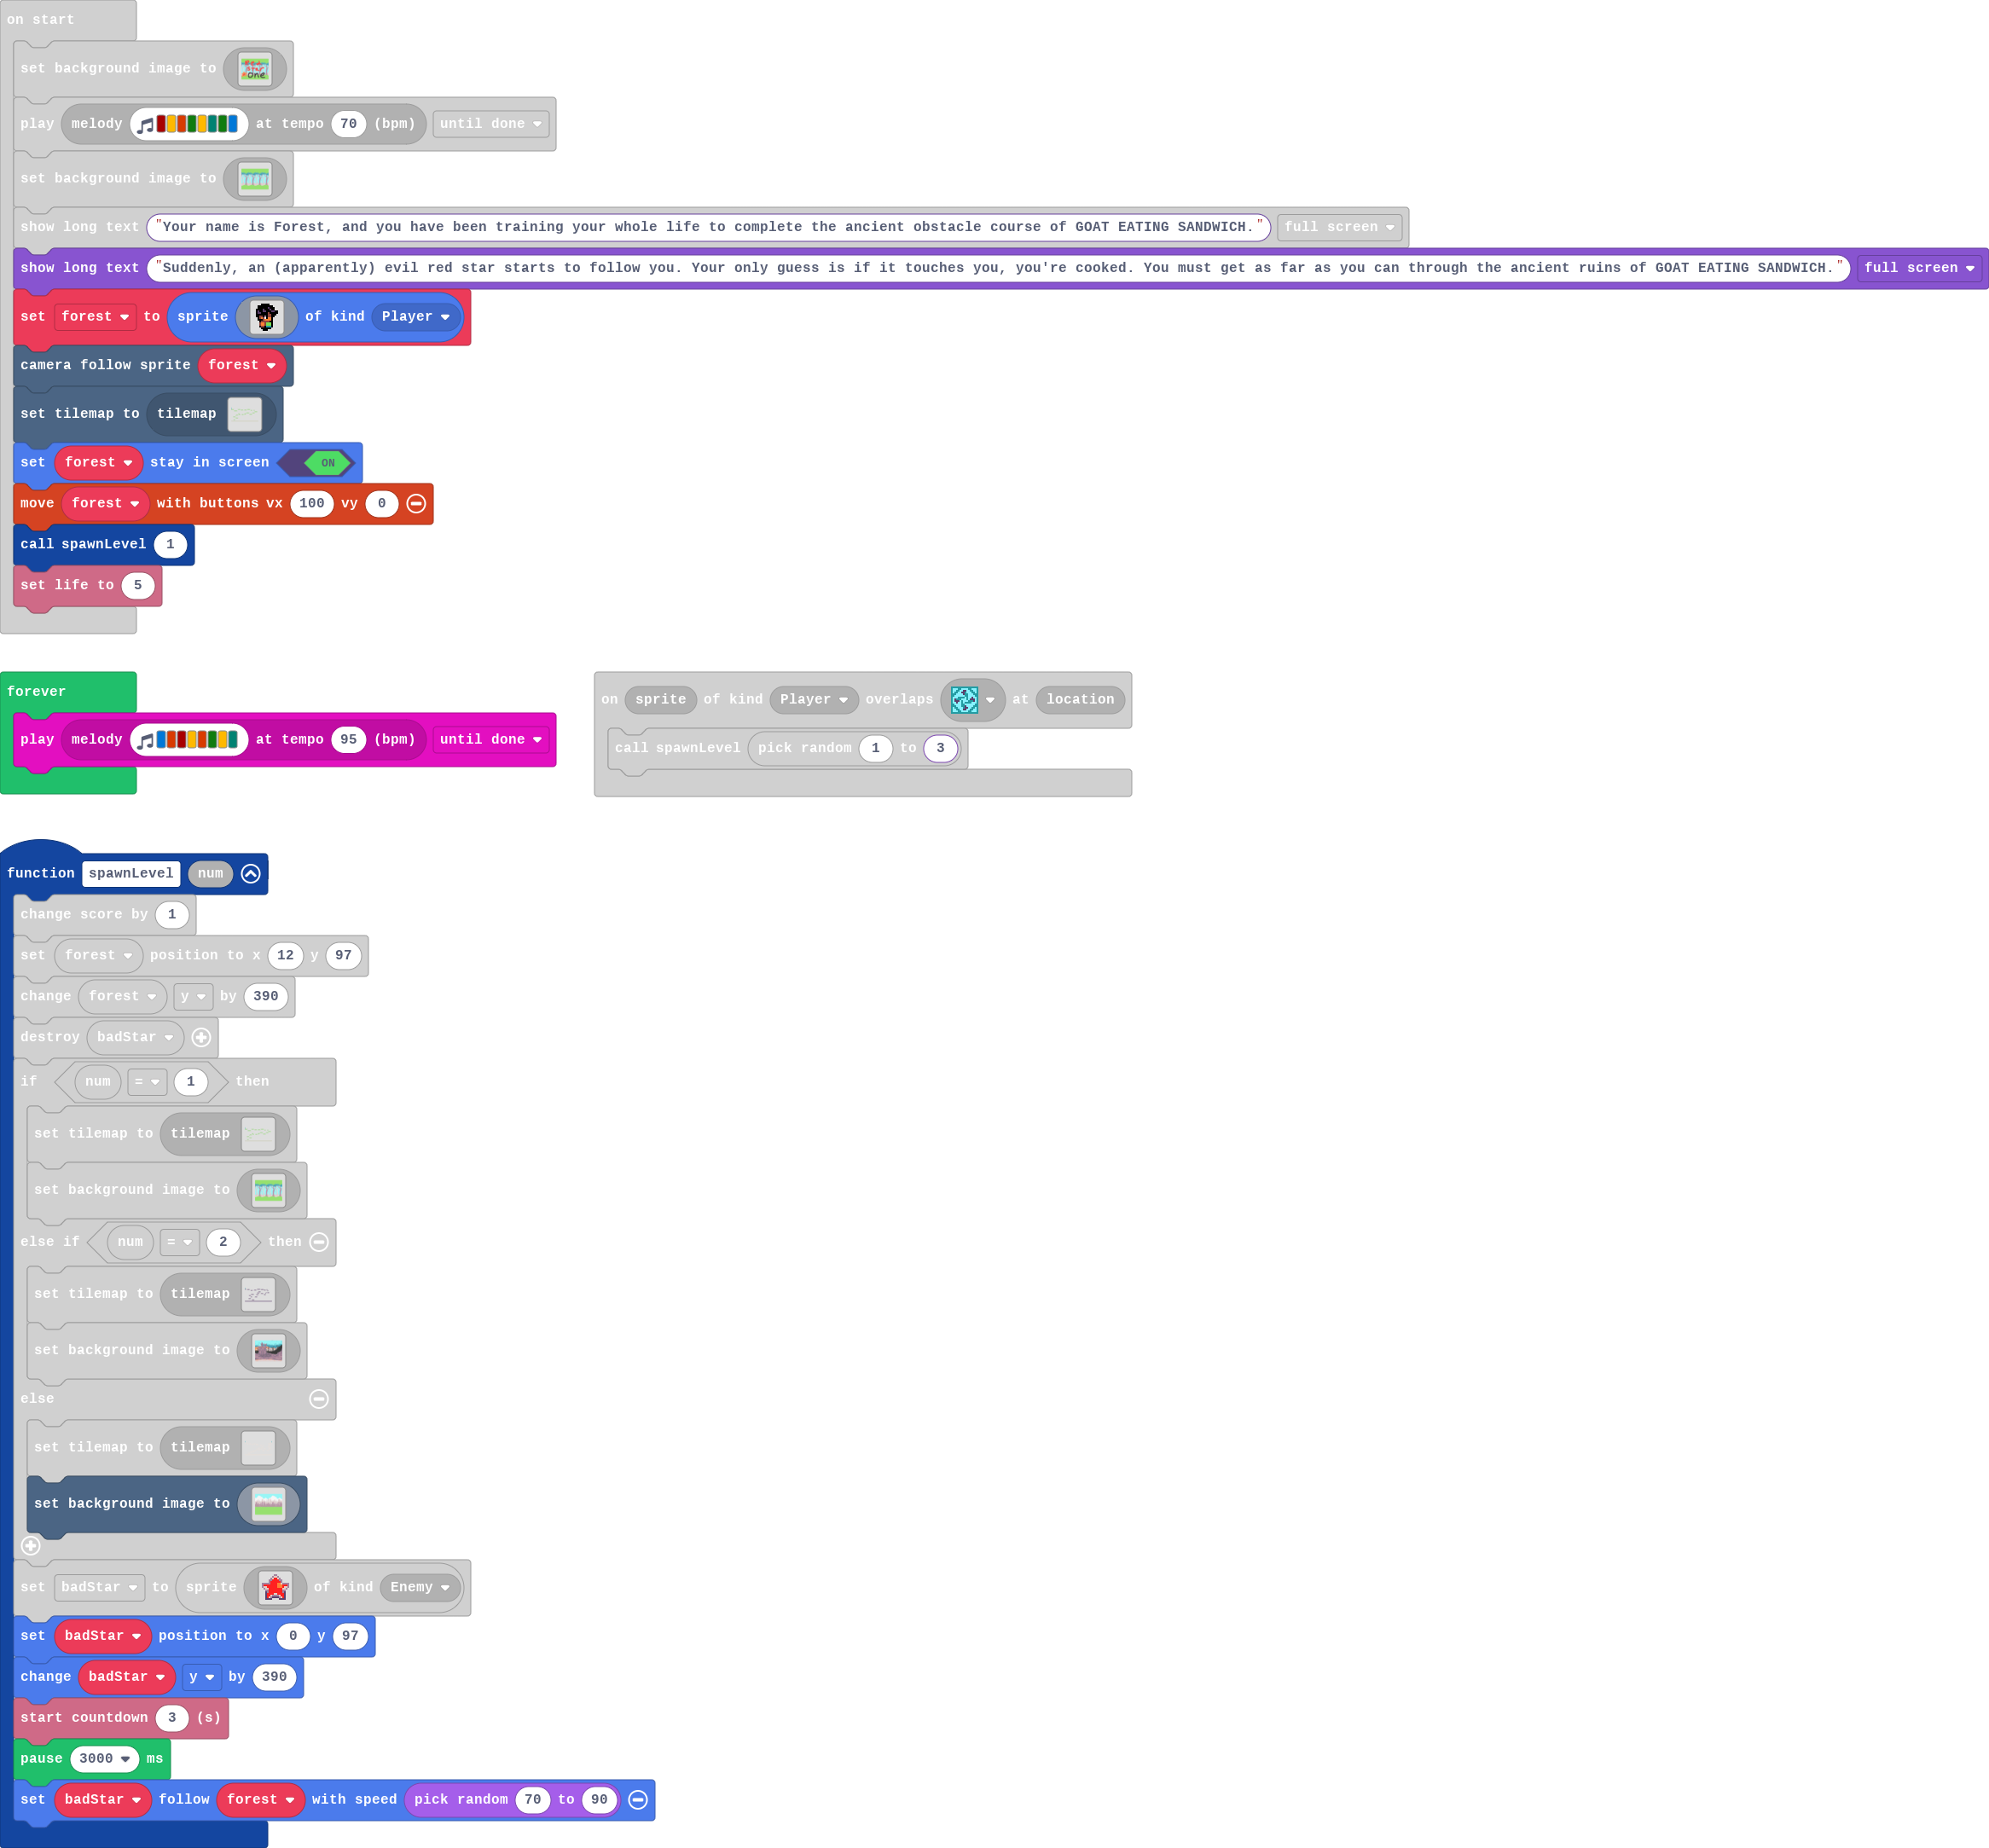 on start
set background image to
play melody at tempo 70 (bpm) until done
set background image to
show long text "Your name is Forest, and you have been training your whole life to complete the ancient obstacle course of GOAT EATING SANDWICH." full screen
show long text "Suddenly, an (apparently) evil red star starts to follow you. Your only guess is if it touches you, you're cooked. You must get as far as you can through the ancient ruins of GOAT EATING SANDWICH." full screen
set forest to sprite of kind Player
camera follow sprite forest
set tilemap to tilemap
set forest stay in screen ON
move forest with buttons vx 100 vy 0
call spawnLevel 1
set life to 5
forever
play melody at tempo 95 (bpm) until done
on sprite of kind Player overlaps at location
call spawnLevel pick random 1 to 3
function spawnLevel num
change score by 1
set forest position to x 12 y 97
change forest y by 390
destroy badStar
if num = 1 then
set tilemap to tilemap
set background image to
else if num = 2 then
set tilemap to tilemap
set background image to
else
set tilemap to tilemap
set background image to
set badStar to sprite of kind Enemy
set badStar position to x 0 y 97
change badStar y by 390
start countdown 3 (s)
pause 3000 ms
set badStar follow forest with speed pick random 70 to 90